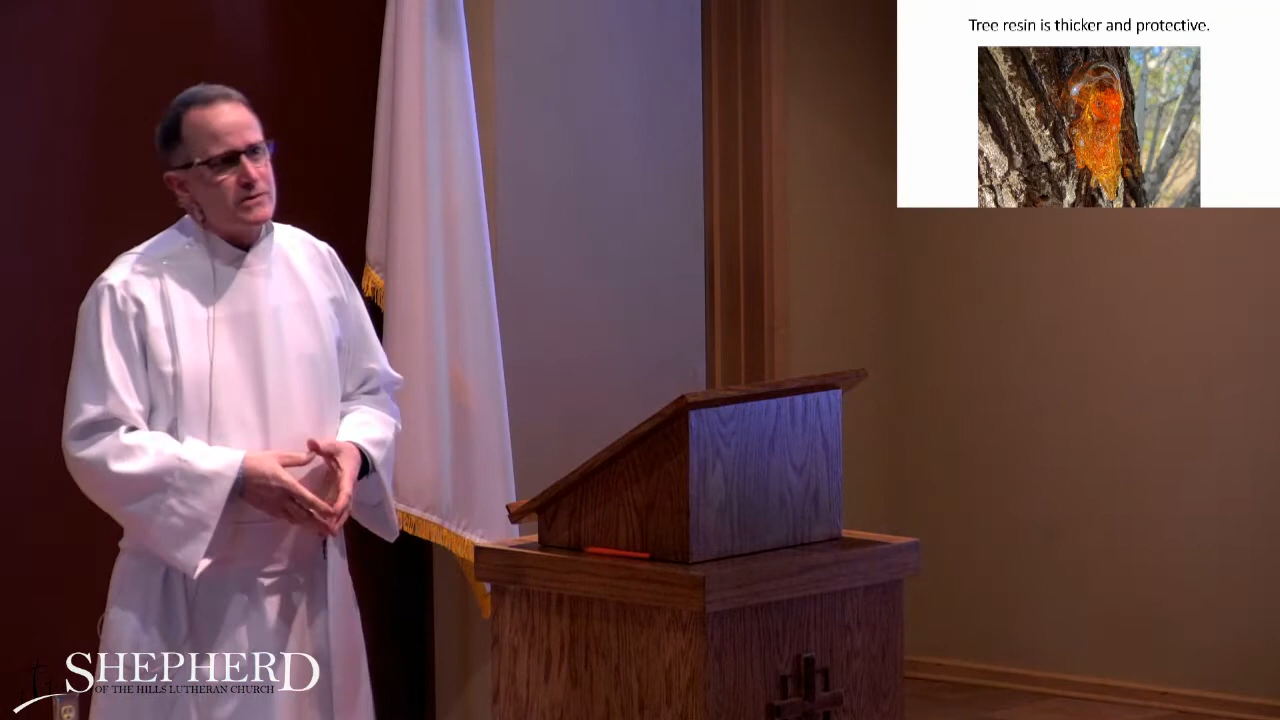 Tree resin is thicker and protective.
SHEPHERD
OF THE HILLS LUTHERAN CHURCH